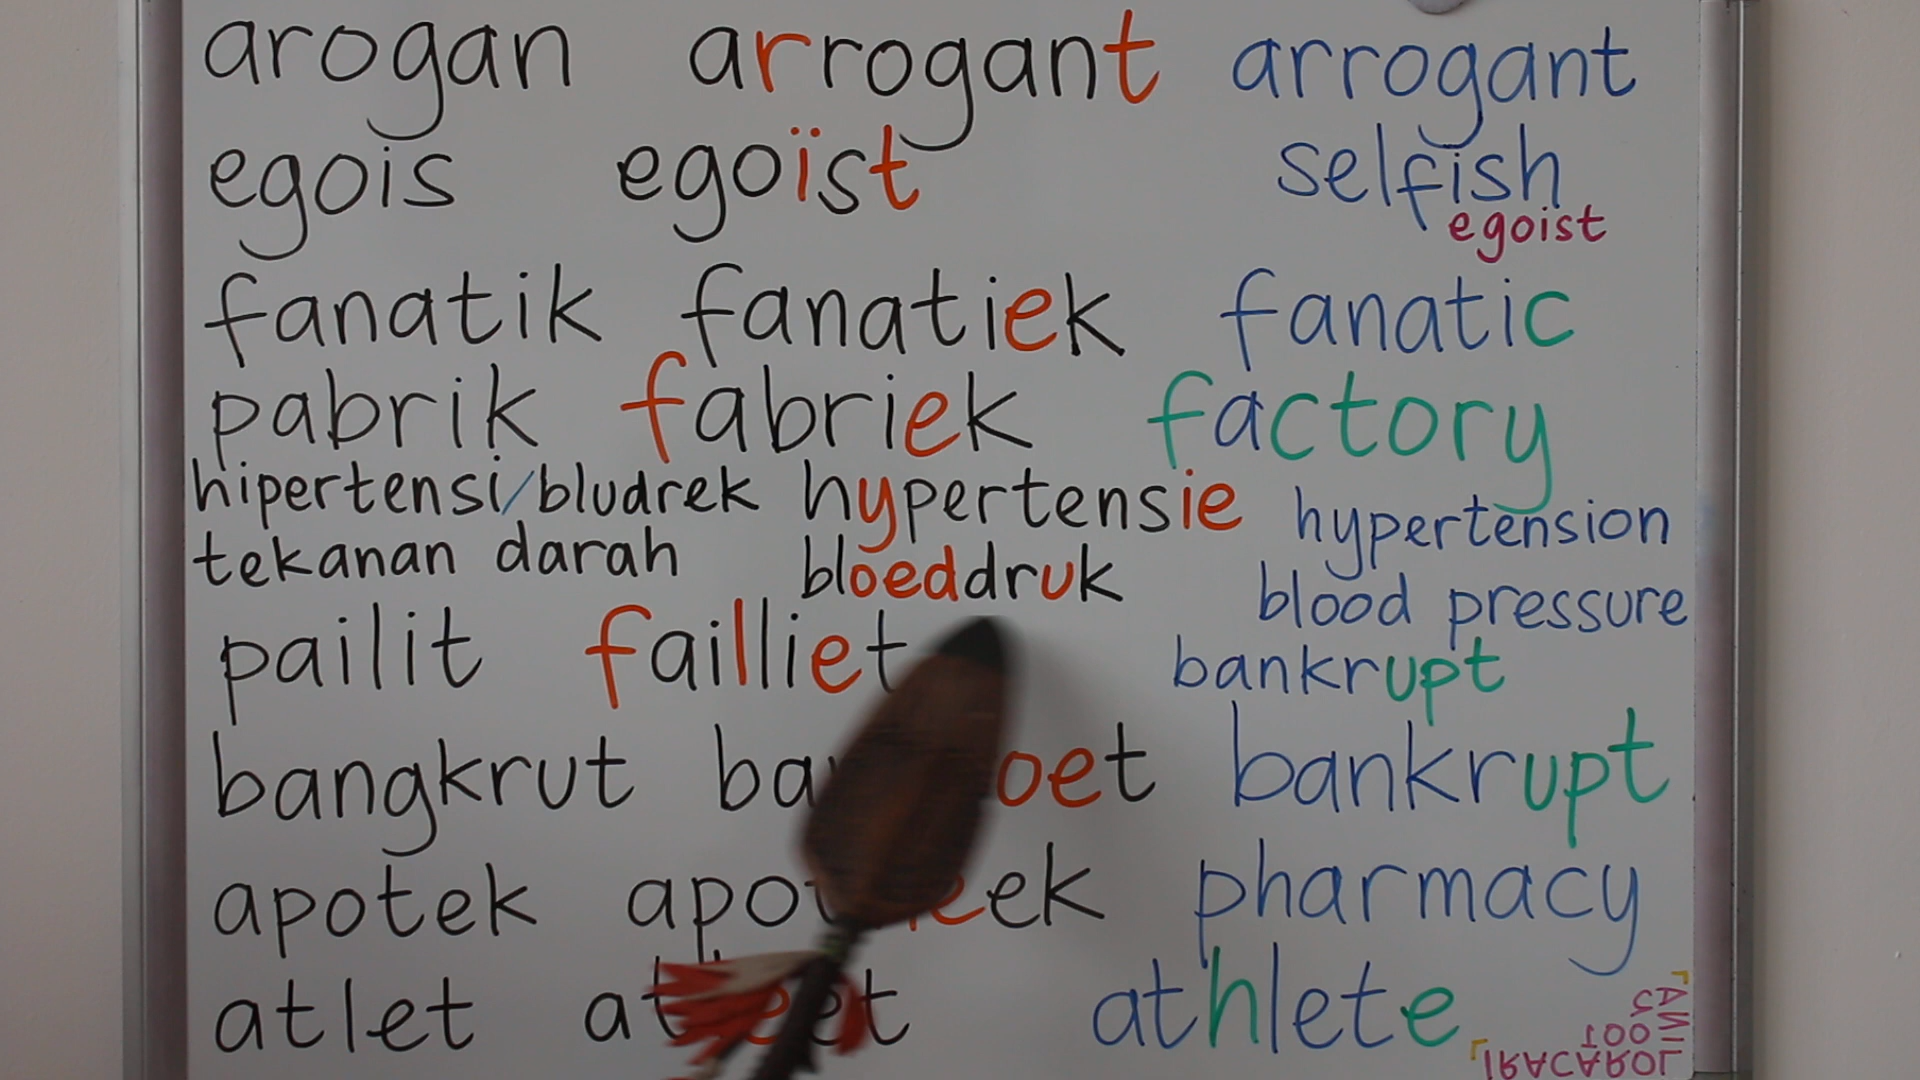 arogan arrogant arrogant
egois egoïst selfish
egoist
fanatik fanatiek fanatic
pabrik fabriek factory
hipertensi/bludrek hypertensie hypertension
tekanan darah bloeddruk blood pressure
pailit failliet bankrupt
bangkrut bankrupt
apotek pharmacy
atlet athlete